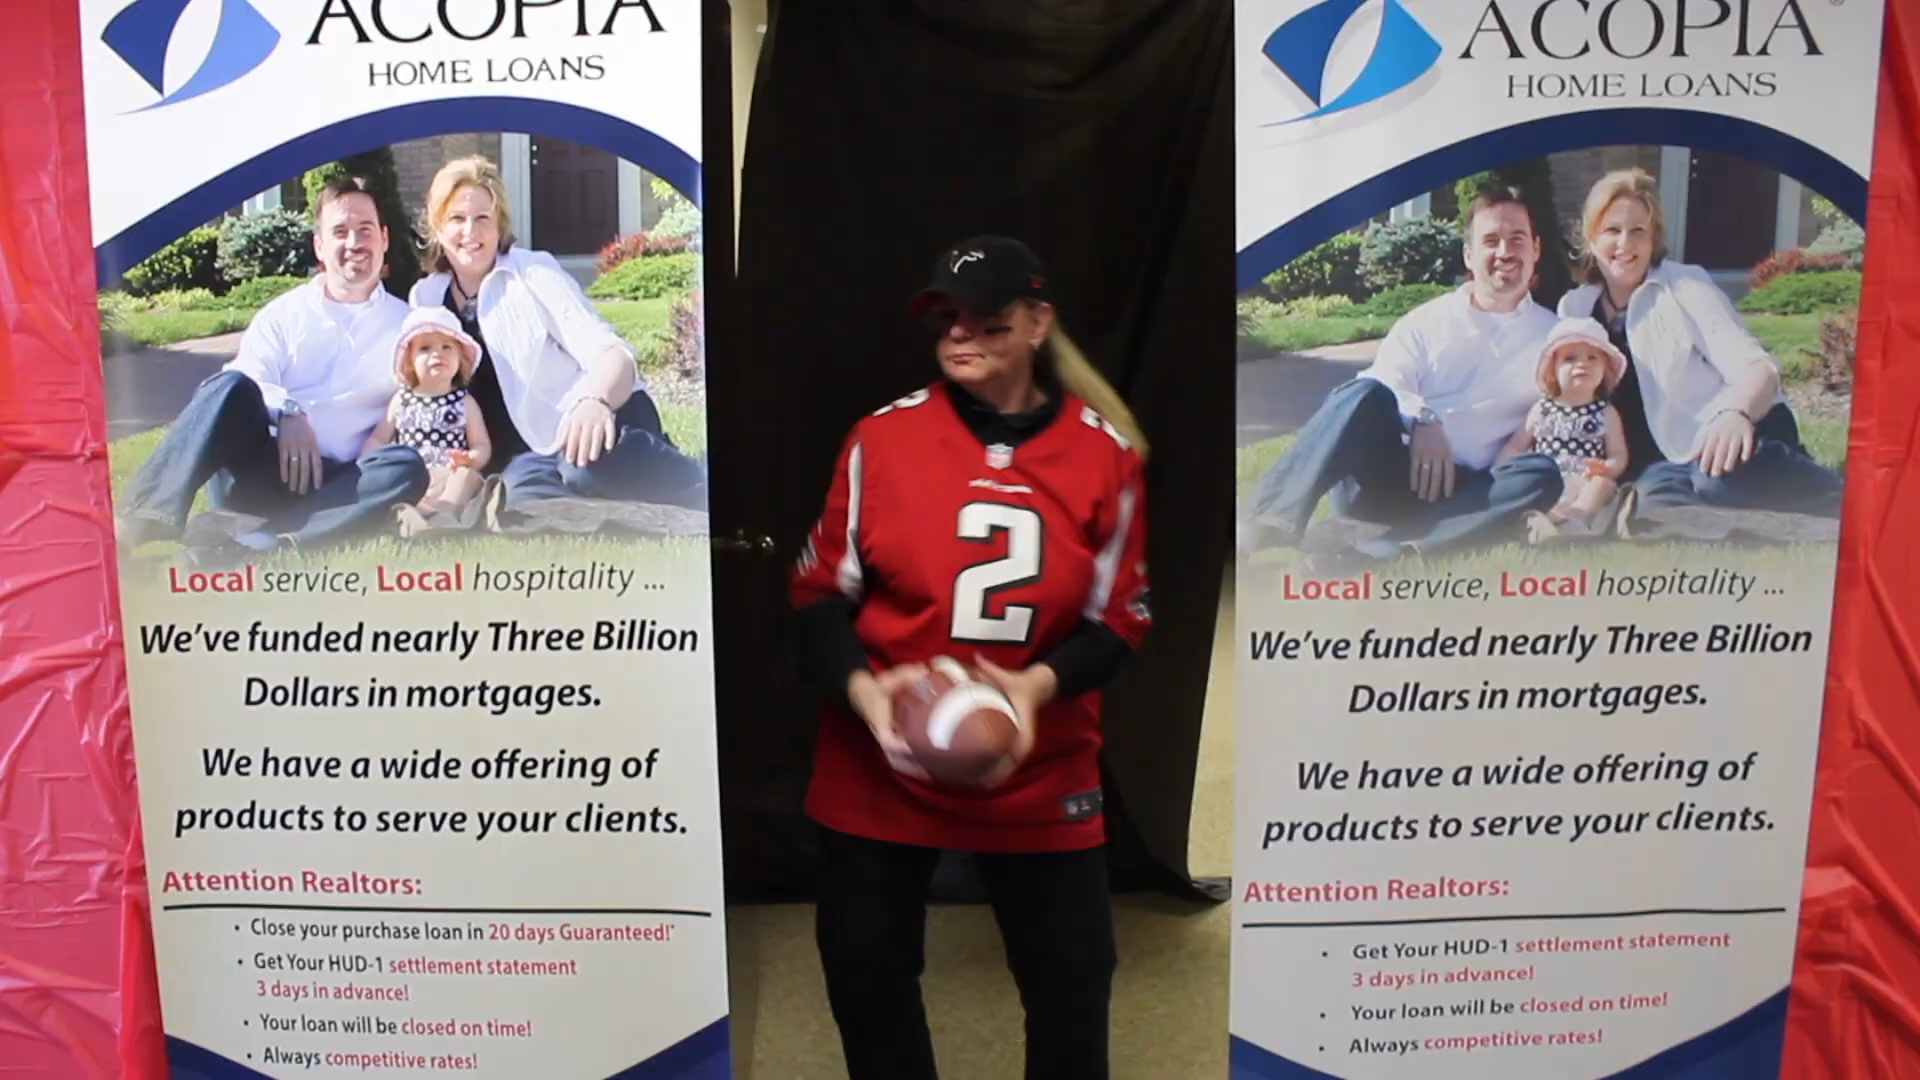 ACOPIA
HOME LOANS
Local service, Local hospitality ...
We've funded nearly Three Billion
Dollars in mortgages.
We have a wide offering of
products to serve your clients.
Attention Realtors:
• Close your purchase loan in 20 days Guaranteed!*
• Get Your HUD-1 settlement statement
3 days in advance!
• Your loan will be closed on time!
• Always competitive rates!
2
2
2
ACOPIA®
HOME LOANS
Local service, Local hospitality ...
We've funded nearly Three Billion
Dollars in mortgages.
We have a wide offering of
products to serve your clients.
Attention Realtors:
• Get Your HUD-1 settlement statement
3 days in advance!
• Your loan will be closed on time!
• Always competitive rates!